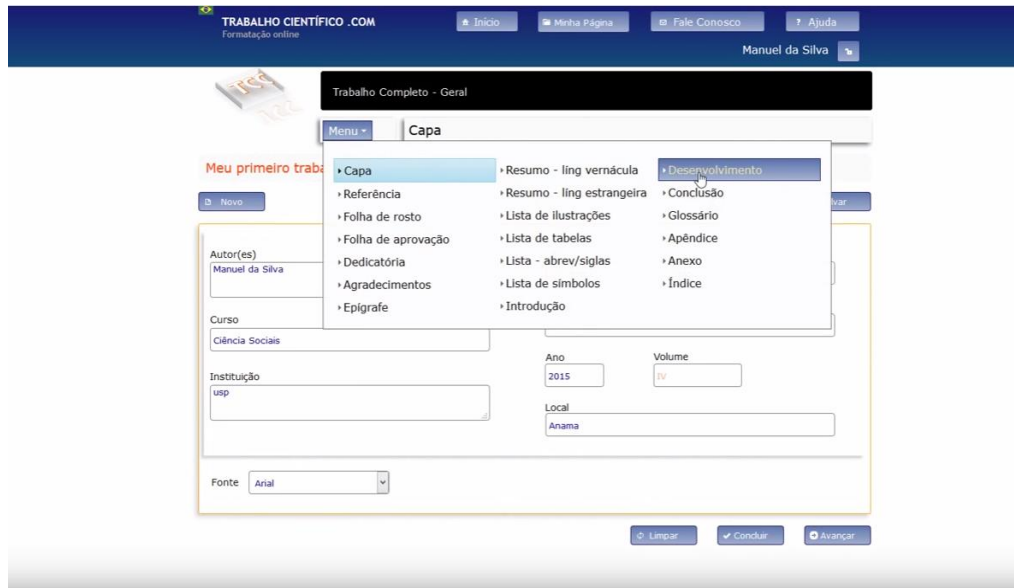 TRABALHO CIENTÍFICO .COM
Formatação online
Início
Minha Página
Fale Conosco
? Ajuda
Manuel da Silva
TCC
Trabalho Completo - Geral
Menu
Capa
Meu primeiro traba
Novo
lvar
Capa
Referência
Folha de rosto
Folha de aprovação
Dedicatória
Agradecimentos
Epígrafe
Resumo - líng vernácula
Resumo - líng estrangeira
Lista de ilustrações
Lista de tabelas
Lista - abrev/siglas
Lista de símbolos
Introdução
Desenvolvimento
Conclusão
Glossário
Apêndice
Anexo
Índice
Autor(es)
Manuel da Silva
Curso
Ciência Sociais
Instituição
usp
Ano
2015
Volume
IV
Local
Anama
Fonte
Arial
Limpar
Concluir
Avançar